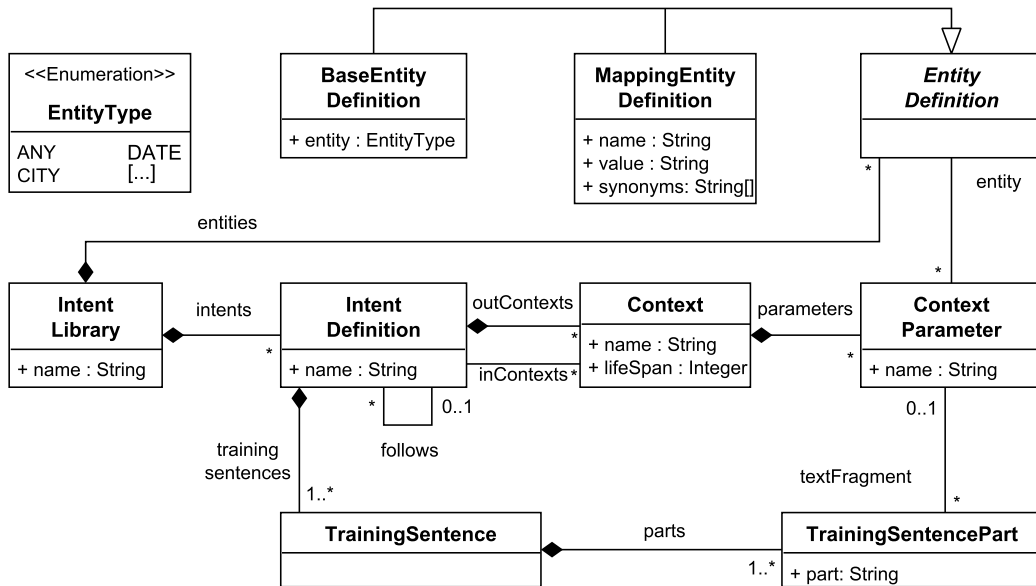 <<Enumeration>>
EntityType
ANY DATE
CITY [...]
BaseEntity
Definition
+ entity : EntityType
MappingEntity
Definition
+ name : String
+ value : String
+ synonyms: String[]
Entity
Definition
*
entity
entities
*
Intent
Library
+ name : String
intents
*
Intent
Definition
+ name : String
outContexts
*
inContexts
*
Context
+ name : String
+ lifeSpan : Integer
parameters
*
Context
Parameter
+ name : String
*
0..1
follows
training
sentences
1..*
0..1
textFragment
*
TrainingSentence
parts
1..*
TrainingSentencePart
+ part: String